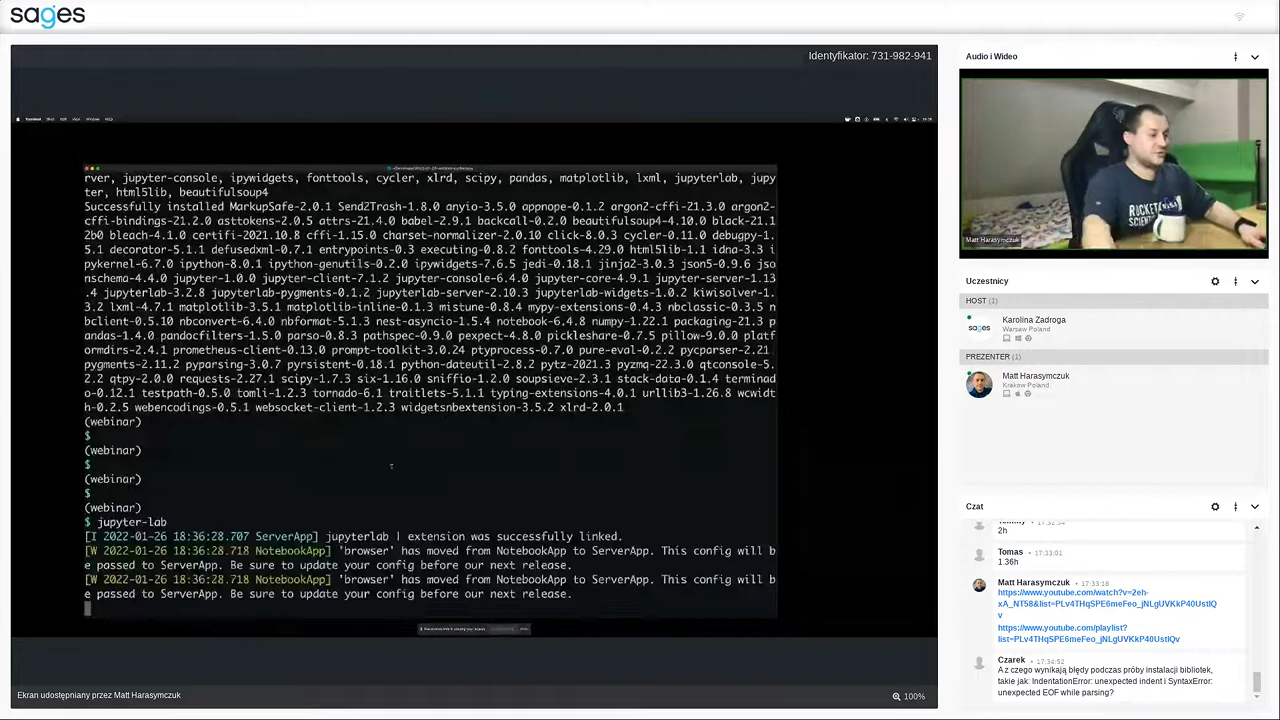 sages
Identyfikator: 731-982-941
rver, jupyter-console, ipywidgets, fonttools, cycler, xlrd, scipy, pandas, matplotlib, lxml, jupyterlab, jupy
ter, html5lib, beautifulsoup4
Successfully installed MarkupSafe-2.0.1 Send2Trash-1.8.0 anyio-3.5.0 appnope-0.1.2 argon2-cffi-21.3.0 argon2-
cffi-bindings-21.2.0 asttokens-2.0.5 attrs-21.4.0 babel-2.9.1 backcall-0.2.0 beautifulsoup4-4.10.0 black-21.1
2b0 bleach-4.1.0 certifi-2021.10.8 cffi-1.15.0 charset-normalizer-2.0.10 click-8.0.3 cycler-0.11.0 debugpy-1.
5.1 decorator-5.1.1 defusedxml-0.7.1 entrypoints-0.3 executing-0.8.2 fonttools-4.29.0 html5lib-1.1 idna-3.3 i
pykernel-6.7.0 ipython-8.0.1 ipython-genutils-0.2.0 ipywidgets-7.6.5 jedi-0.18.1 jinja2-3.0.3 json5-0.9.6 jso
nschema-4.4.0 jupyter-1.0.0 jupyter-client-7.1.2 jupyter-console-6.4.0 jupyter-core-4.9.1 jupyter-server-1.13
.4 jupyterlab-3.2.8 jupyterlab-pygments-0.1.2 jupyterlab-server-2.10.3 jupyterlab-widgets-1.0.2 kiwisolver-1.
3.2 lxml-4.7.1 matplotlib-3.5.1 matplotlib-inline-0.1.3 mistune-0.8.4 mypy-extensions-0.4.3 nbclassic-0.3.5 n
bclient-0.5.10 nbconvert-6.4.0 nbformat-5.1.3 nest-asyncio-1.5.4 notebook-6.4.8 numpy-1.22.1 packaging-21.3 p
andas-1.4.0 pandocfilters-1.5.0 parso-0.8.3 pathspec-0.9.0 pexpect-4.8.0 pickleshare-0.7.5 pillow-9.0.0 platf
ormdirs-2.4.1 prometheus-client-0.13.0 prompt-toolkit-3.0.24 ptyprocess-0.7.0 pure-eval-0.2.2 pycparser-2.21
pygments-2.11.2 pyparsing-3.0.7 pyrsistent-0.18.1 python-dateutil-2.8.2 pytz-2021.3 pyzmq-22.3.0 qtconsole-5.
2.2 qtpy-2.0.0 requests-2.27.1 scipy-1.7.3 six-1.16.0 sniffio-1.2.0 soupsieve-2.3.1 stack-data-0.1.4 terminad
o-0.12.1 testpath-0.5.0 tomli-1.2.3 tornado-6.1 traitlets-5.1.1 typing-extensions-4.0.1 urllib3-1.26.8 wcwidt
h-0.2.5 webencodings-0.5.1 websocket-client-1.2.3 widgetsnbextension-3.5.2 xlrd-2.0.1
(webinar)
$
(webinar)
$
(webinar)
$
(webinar)
$ jupyter-lab
[I 2022-01-26 18:36:28.707 ServerApp] jupyterlab | extension was successfully linked.
[W 2022-01-26 18:36:28.718 NotebookApp] 'browser' has moved from NotebookApp to ServerApp. This config will b
e passed to ServerApp. Be sure to update your config before our next release.
[W 2022-01-26 18:36:28.718 NotebookApp] 'browser' has moved from NotebookApp to ServerApp. This config will b
e passed to ServerApp. Be sure to update your config before our next release.
Ekran udostępniany przez Matt Harasymczuk
100%
Audio i Wideo
ROCKET
SCIEN
Matt Harasymczuk
Uczestnicy
HOST (1)
sages
Karolina Zadroga
Warsaw Poland
PREZENTER (1)
Matt Harasymczuk
Krakow Poland
Czat
Tommy 17:32:54
2h
Tomas 17:33:01
1.36h
Matt Harasymczuk 17:33:18
https://www.youtube.com/watch?v=2eh-
xA_NT58&list=PLv4THqSPE6meFeo_jNLgUVKkP40UstIQ
v
https://www.youtube.com/playlist?
list=PLv4THqSPE6meFeo_jNLgUVKkP40UstIQv
Czarek 17:34:52
A z czego wynikają błędy podczas próby instalacji bibliotek,
takie jak: IndentationError: unexpected indent i SyntaxError:
unexpected EOF while parsing?